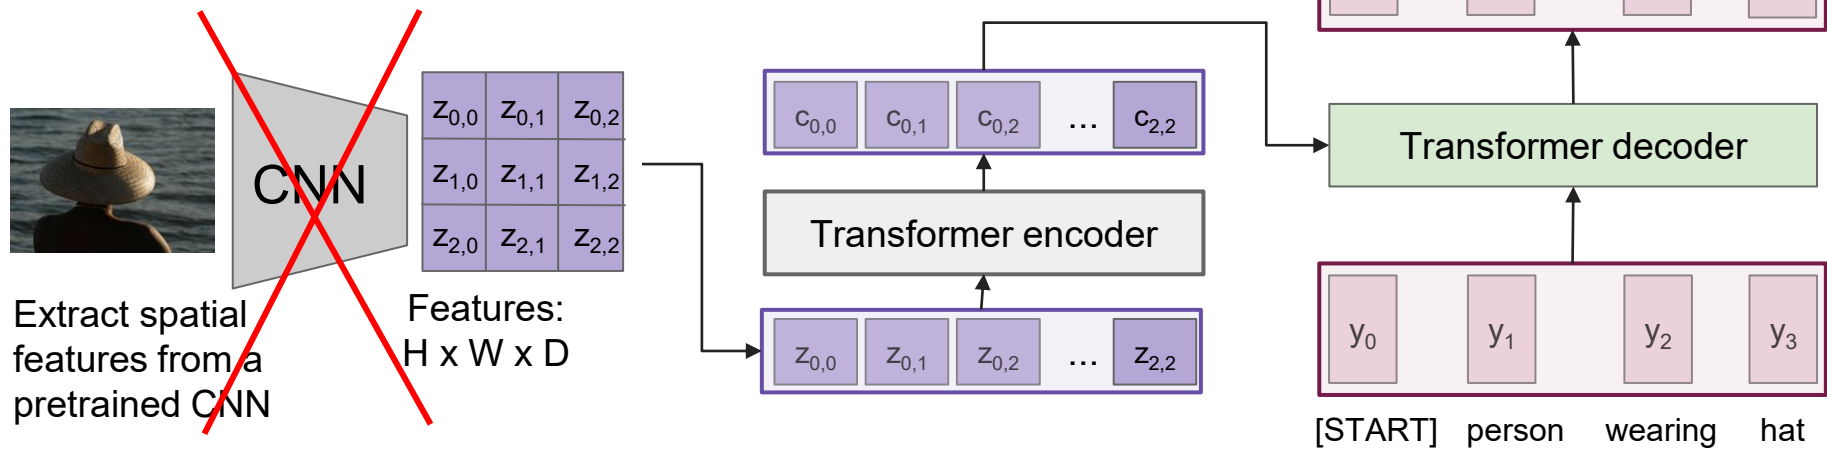 CNN
z0,0 z0,1 z0,2
z1,0 z1,1 z1,2
z2,0 z2,1 z2,2
Extract spatial
features from a
pretrained CNN
Features:
H x W x D
c0,0 c0,1 c0,2 ... c2,2
Transformer encoder
z0,0 z0,1 z0,2 ... z2,2
Transformer decoder
y0 y1 y2 y3
[START] person wearing hat